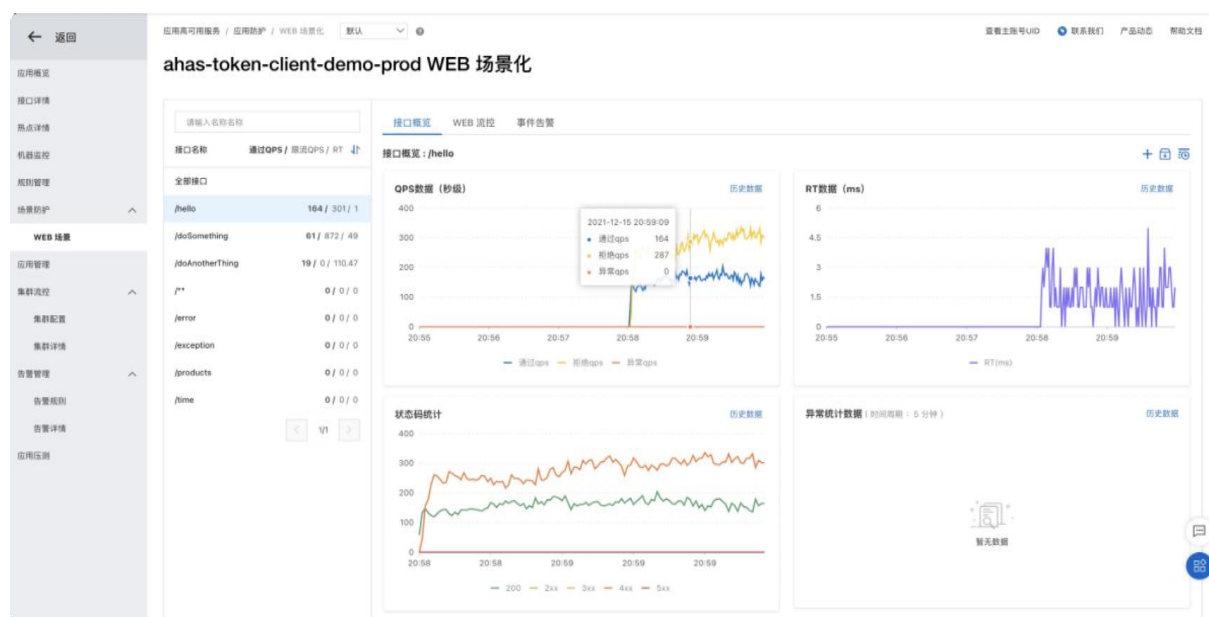 返回
应用概览
接口详情
热点详情
机器监控
规则管理
场景防护
WEB 场景
应用管理
集群流控
集群配置
集群详情
告警管理
告警规则
告警详情
应用压测
应用高可用服务 / 应用防护 / WEB 场景化 默认
查看主账号UID 联系我们 产品动态 帮助文档
ahas-token-client-demo-prod WEB 场景化
请输入名称名称
接口名称 通过QPS / 限流QPS / RT
全部接口
/hello 164 / 301 / 1
/doSomething 61 / 872 / 49
/doAnotherThing 19 / 0 / 110.47
/** 0 / 0 / 0
/error 0 / 0 / 0
/exception 0 / 0 / 0
/products 0 / 0 / 0
/time 0 / 0 / 0
1/1
接口概览 WEB 流控 事件告警
接口概览 : /hello
QPS数据（秒级） 历史数据
400
300
200
100
0
20:55 20:56 20:57 20:58 20:59
2021-12-15 20:59:09
通过qps 164
拒绝qps 287
异常qps 0
通过qps 拒绝qps 异常qps
RT数据（ms） 历史数据
6
4.5
3
1.5
0
20:55 20:56 20:57 20:58 20:59
RT(ms)
状态码统计 历史数据
400
300
200
100
0
20:58 20:58 20:59 20:59 20:59
200 2xx 3xx 4xx 5xx
异常统计数据（时间周期：5 分钟） 历史数据
暂无数据